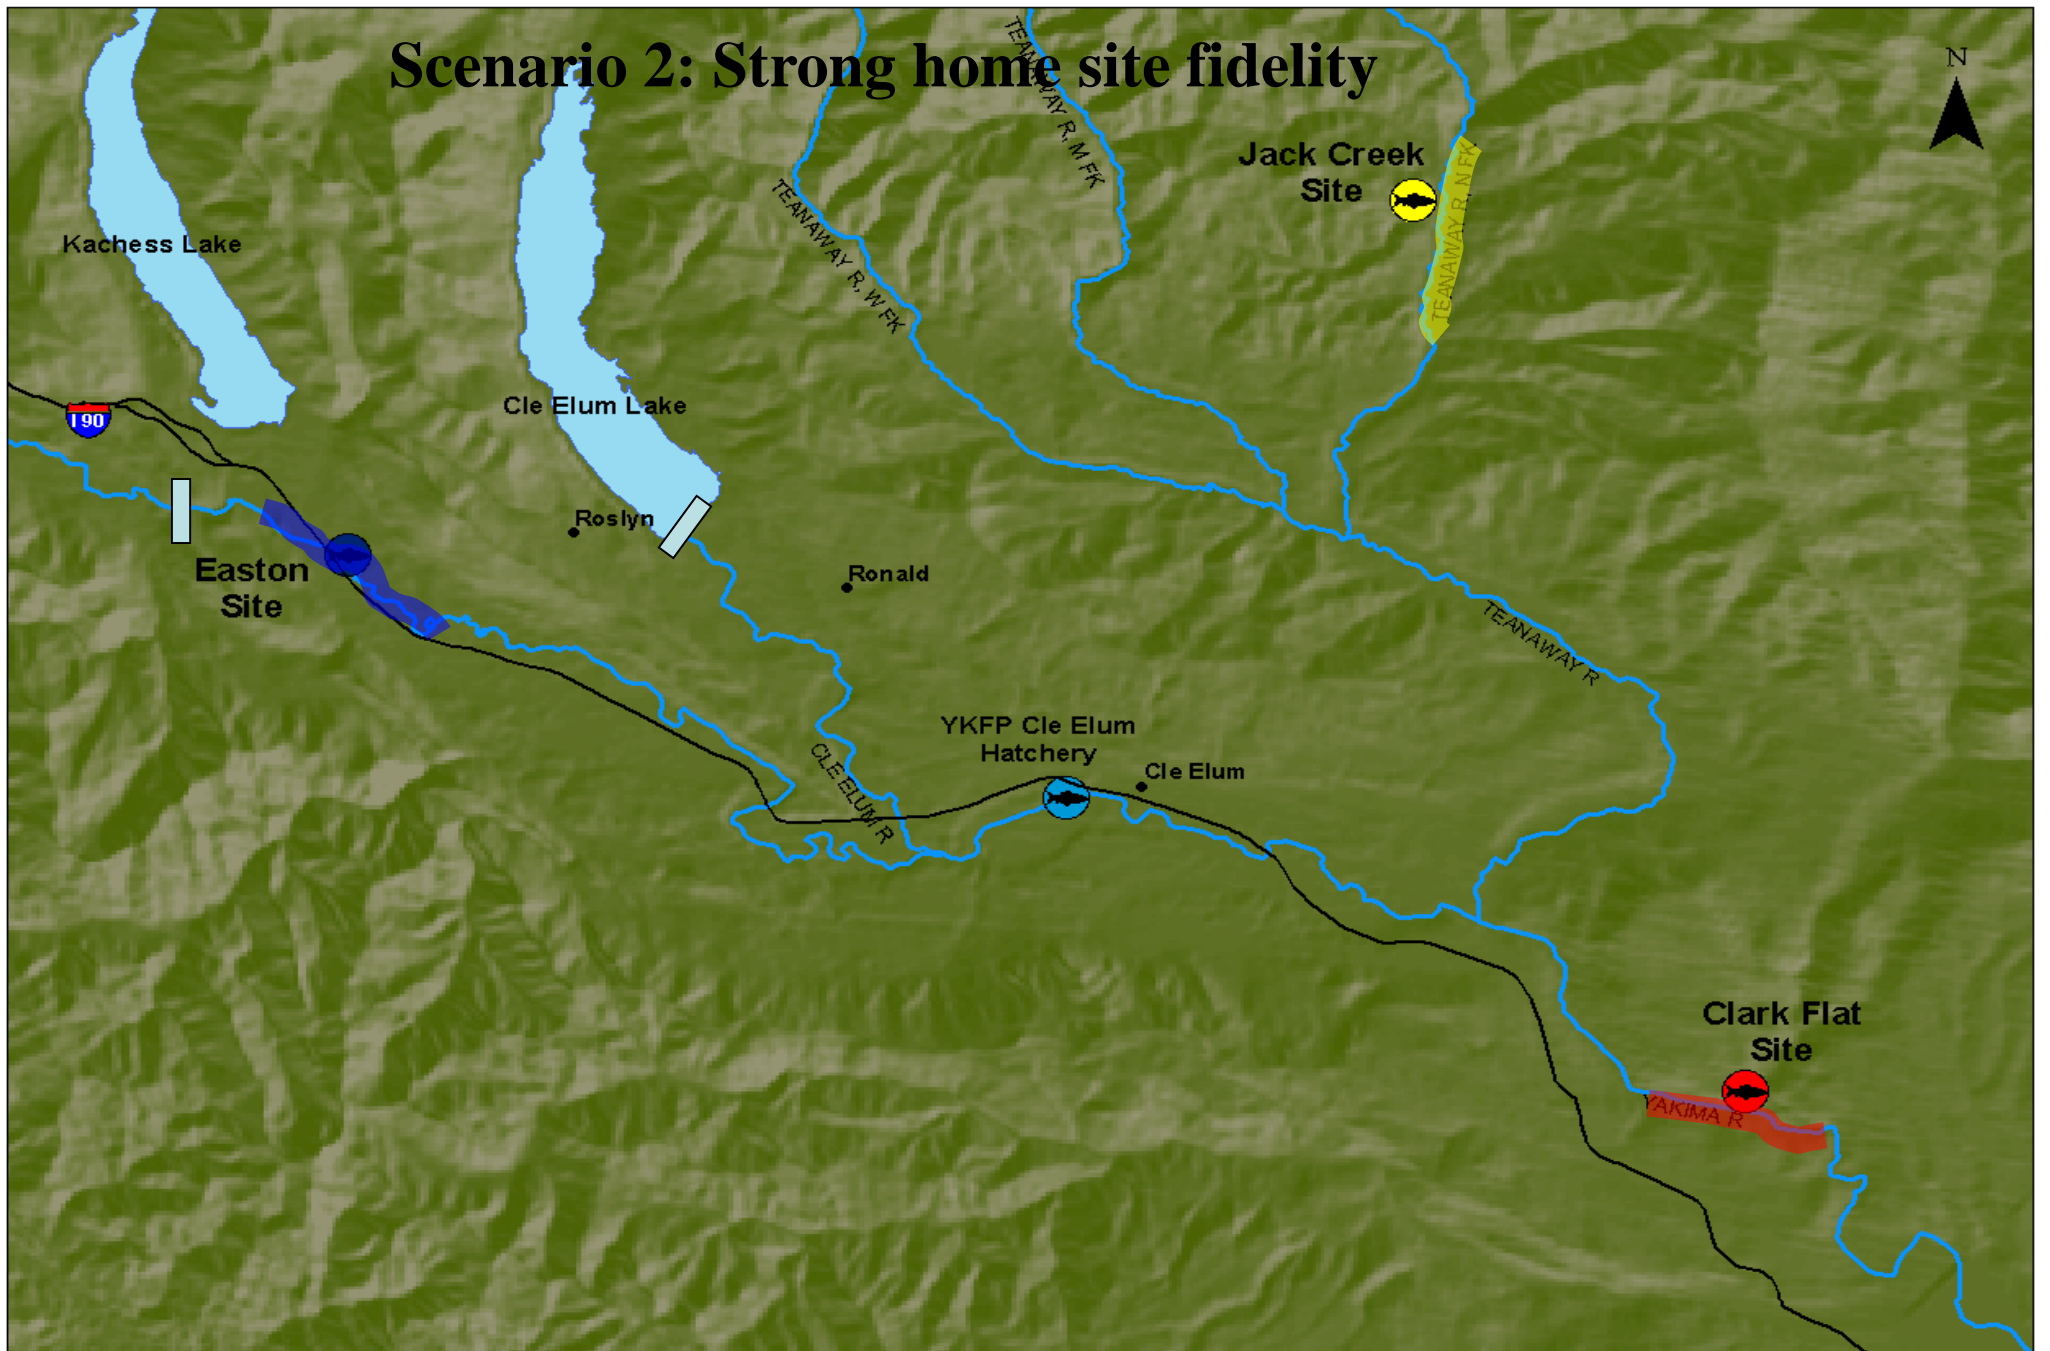 Scenario 2: Strong home site fidelity
N
TEANAWAY R, M FK
Jack Creek
Site
TEANAWAY R, N FK
TEANAWAY R, W FK
Kachess Lake
Cle Elum Lake
I 90
Roslyn
Easton
Site
Ronald
TEANAWAY R
YKFP Cle Elum
Hatchery
Cle Elum
CLE ELUM R
Clark Flat
Site
YAKIMA R